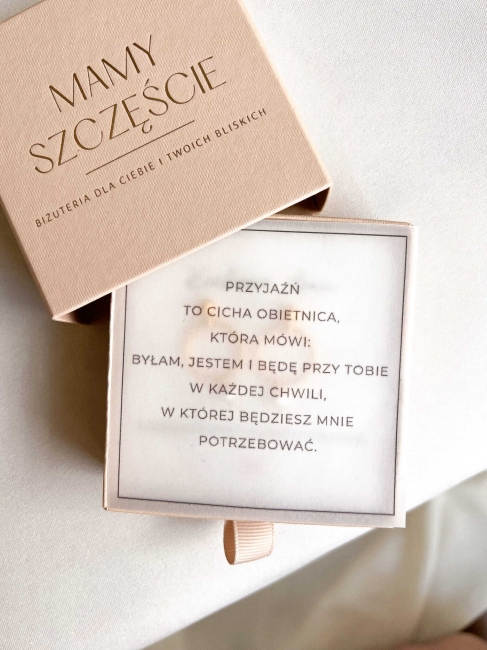 MAMY
SZCZĘŚCIE
BIŻUTERIA DLA CIEBIE I TWOICH BLISKICH
PRZYJAŹŃ
TO CICHA OBIETNICA,
KTÓRA MÓWI:
BYŁAM, JESTEM I BĘDĘ PRZY TOBIE
W KAŻDEJ CHWILI,
W KTÓREJ BĘDZIESZ MNIE
POTRZEBOWAĆ.